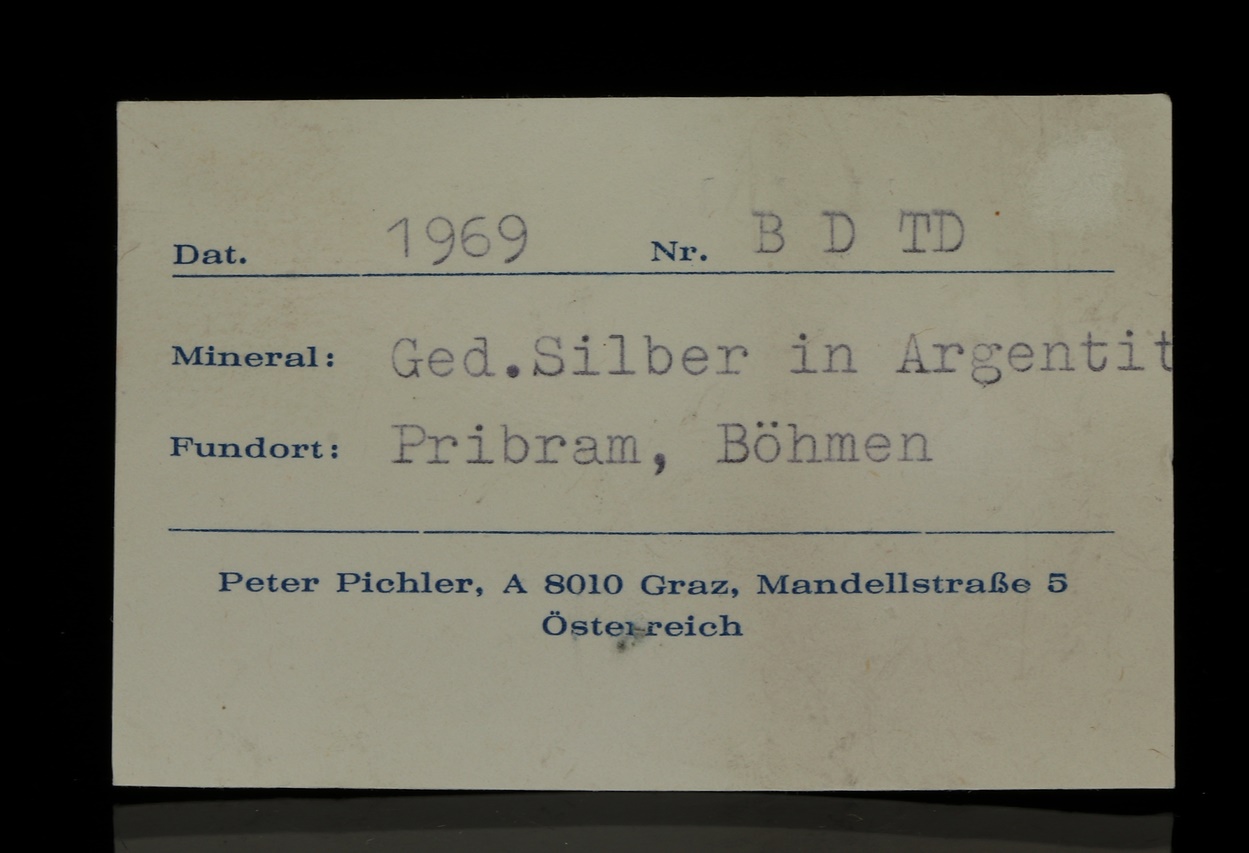 Dat. 1969 Nr. B D TD
Mineral: Ged.Silber in Argentit
Fundort: Pribram, Böhmen
Peter Pichler, A 8010 Graz, Mandellstraße 5
Österreich